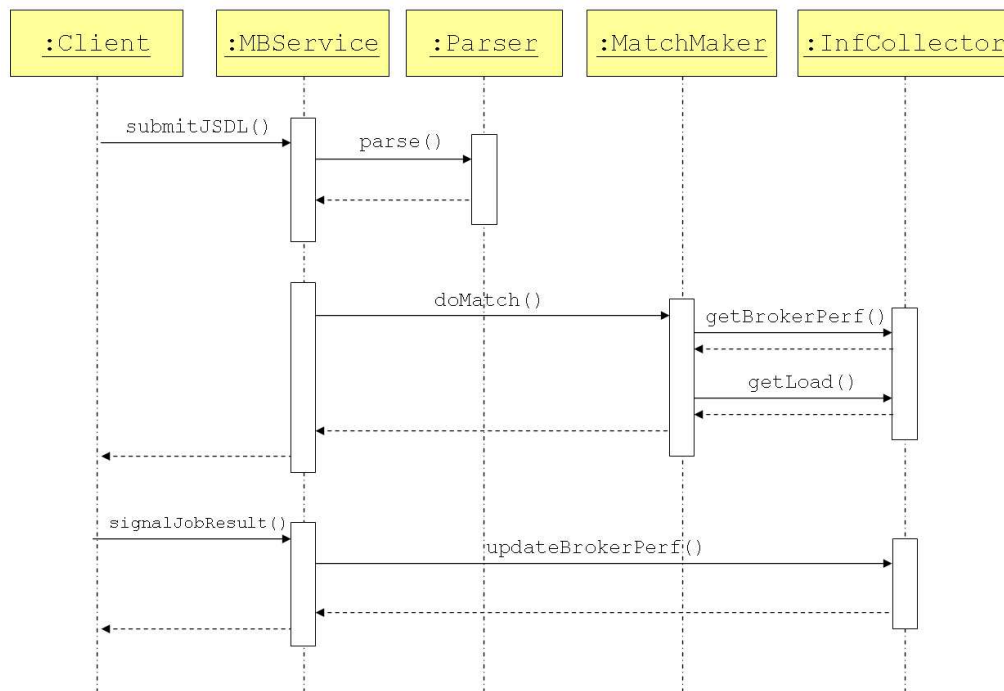 :Client
:MBService
:Parser
:MatchMaker
:InfCollector
submitJSDL()
parse()
doMatch()
getBrokerPerf()
getLoad()
signalJobResult()
updateBrokerPerf()